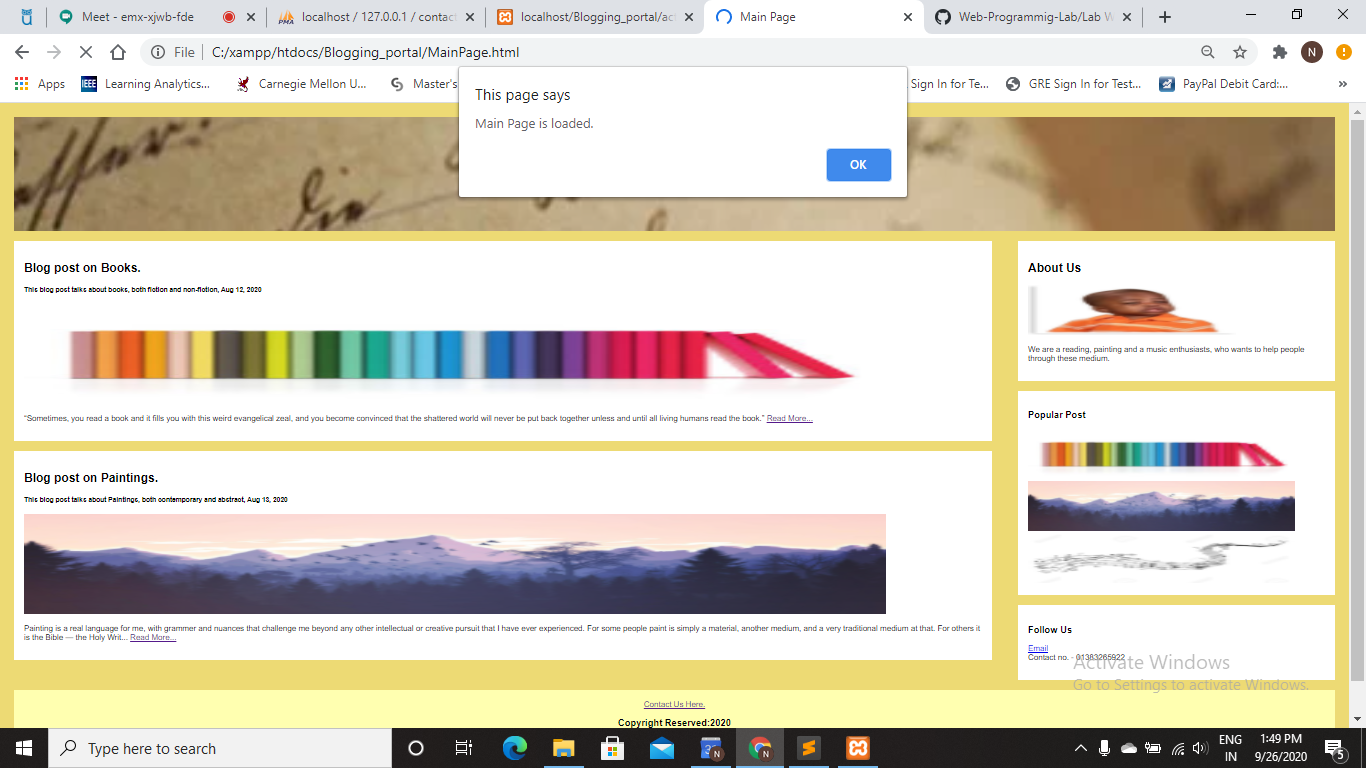 Meet - emx-xjwb-fde
localhost / 127.0.0.1 / contact
localhost/Blogging_portal/act
Main Page
Web-Programmig-Lab/Lab W
File
C:/xampp/htdocs/Blogging_portal/MainPage.html
N
Apps
IEEE
Learning Analytics...
Carnegie Mellon U...
Master's
Sign In for Te...
GRE Sign In for Test...
PayPal Debit Card:...
This page says
Main Page is loaded.
OK
Blog post on Books.
This blog post talks about books, both fiction and non-fiction, Aug 12, 2020
“Sometimes, you read a book and it fills you with this weird evangelical zeal, and you become convinced that the shattered world will never be put back together unless and until all living humans read the book.” Read More...
Blog post on Paintings.
This blog post talks about Paintings, both contemporary and abstract, Aug 18, 2020
Painting is a real language for me, with grammer and nuances that challenge me beyond any other intellectual or creative pursuit that I have ever experienced. For some people paint is simply a material, another medium, and a very traditional medium at that. For others it
is the Bible — the Holy Writ... Read More...
About Us
We are a reading, painting and a music enthusiasts, who wants to help people
through these medium.
Popular Post
Follow Us
Email
Contact no. - 01383265922
Activate Windows
Go to Settings to activate Windows.
Contact Us Here.
Copyright Reserved:2020
Type here to search
ENG
IN
1:49 PM
9/26/2020
5